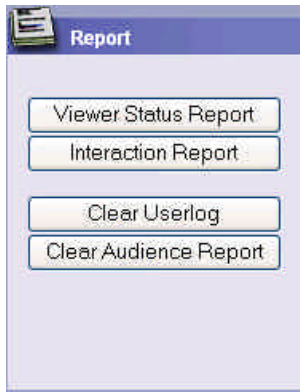 Report
Viewer Status Report
Interaction Report
Clear Userlog
Clear Audience Report